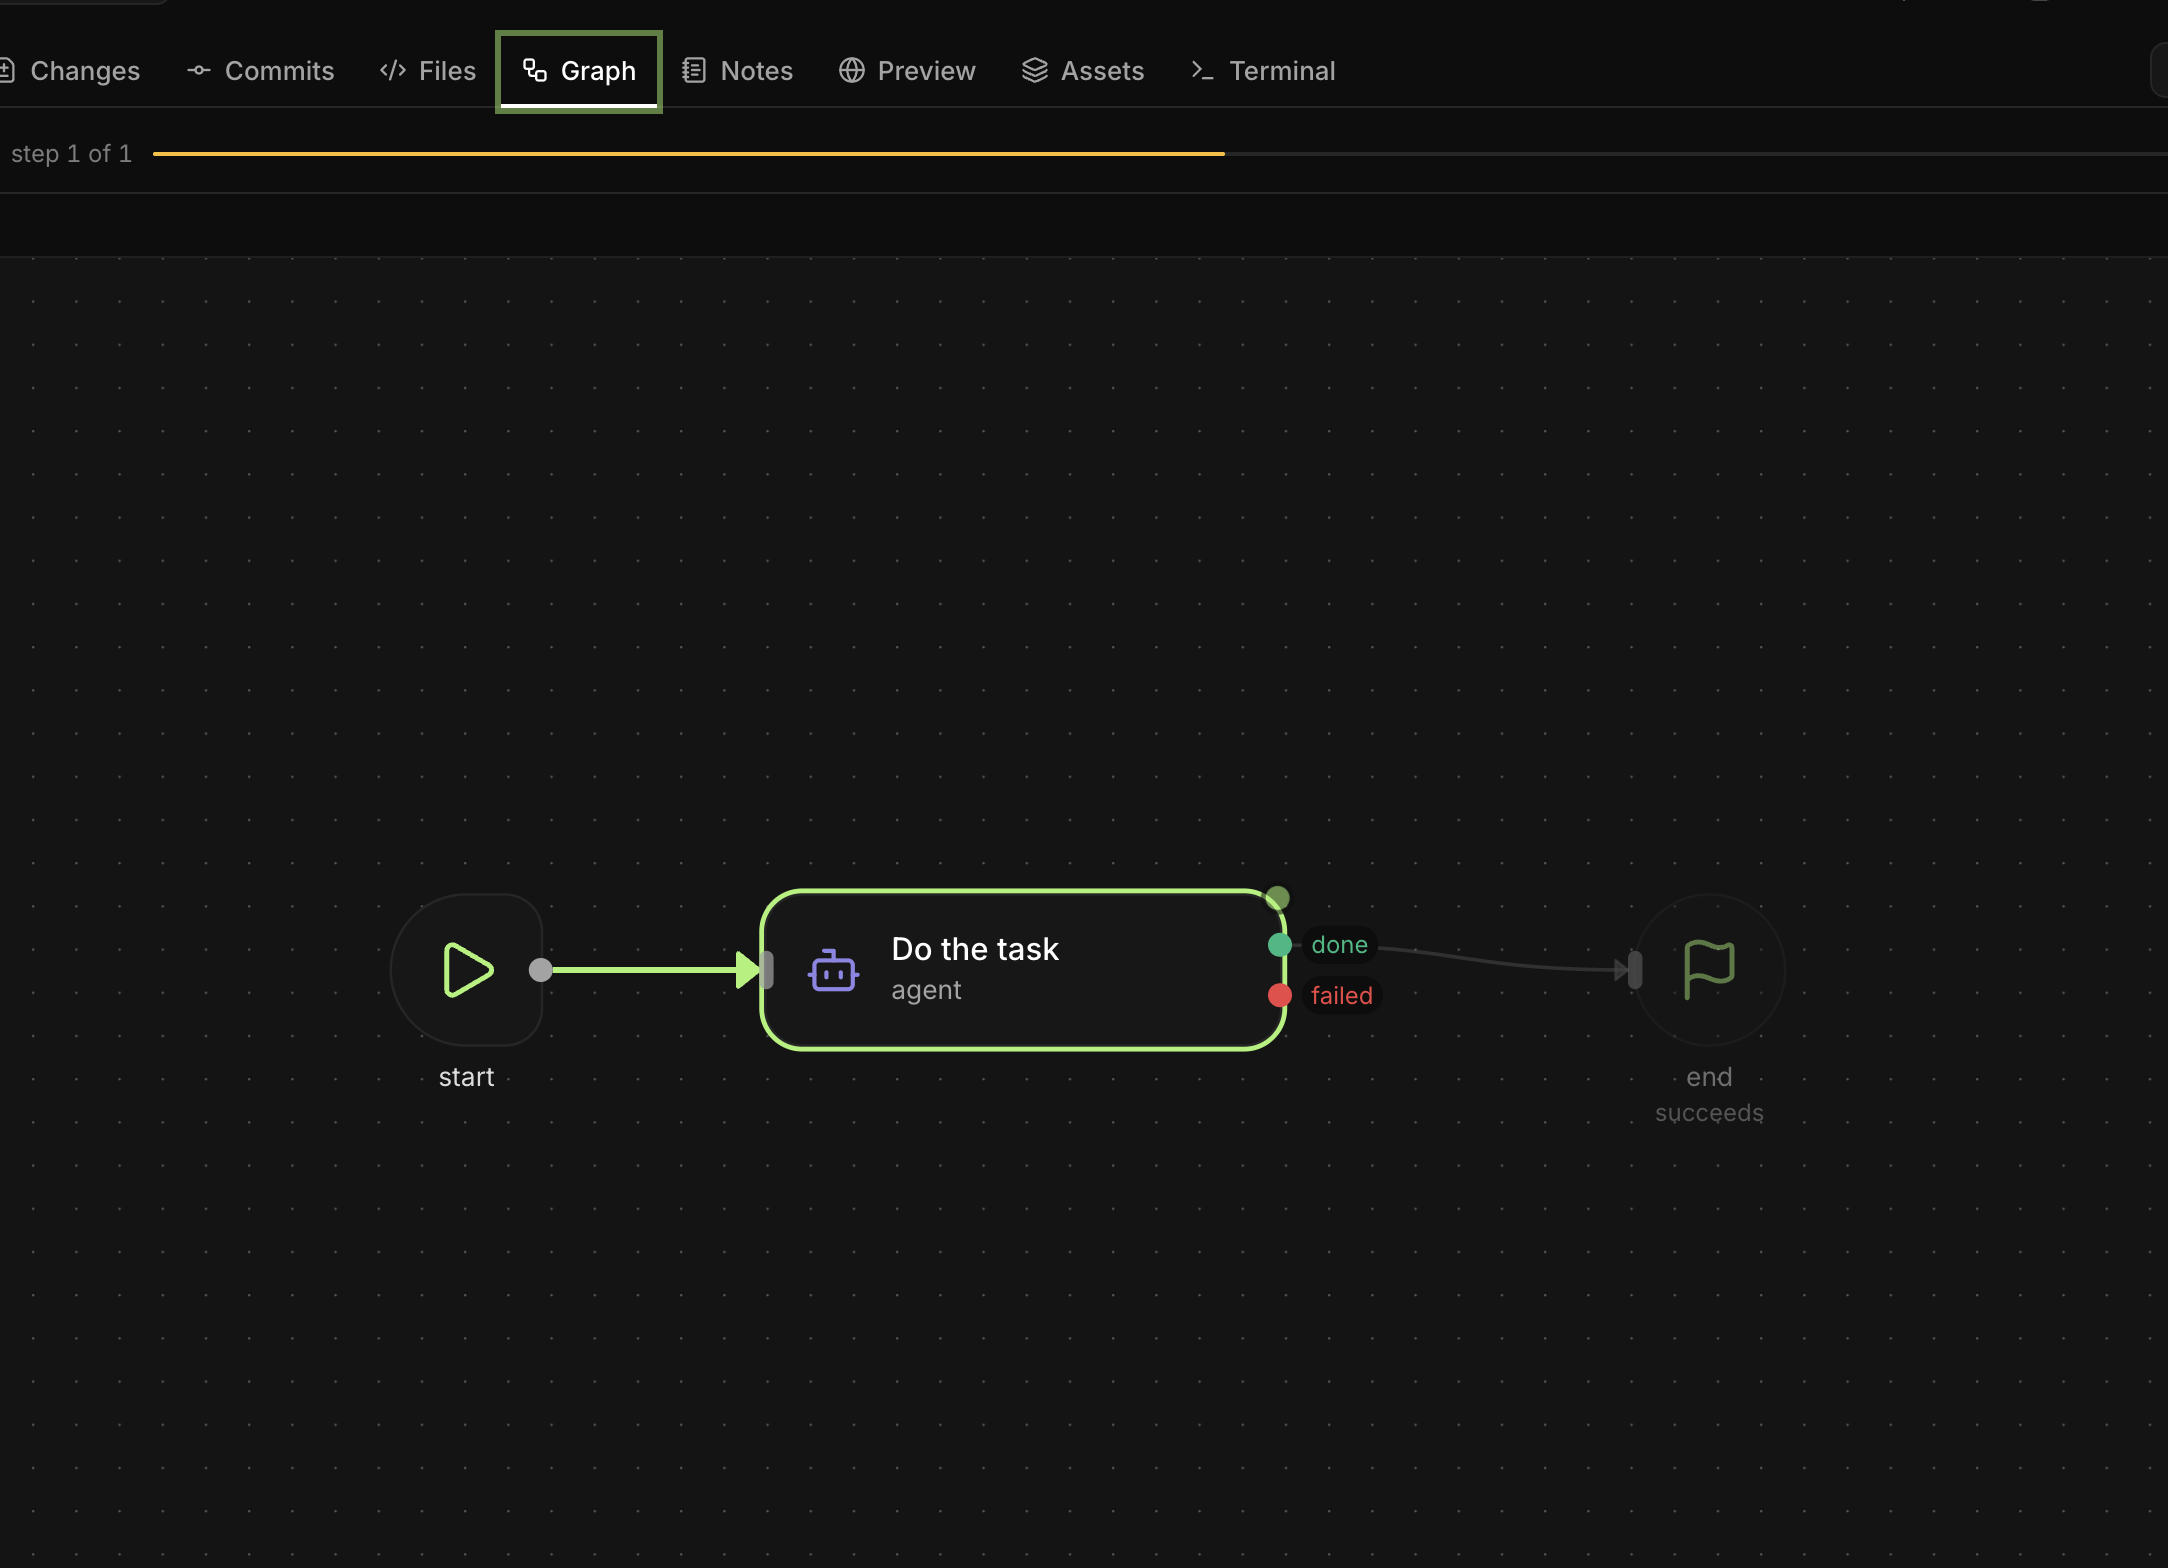 Changes
Commits
Files
Graph
Notes
Preview
Assets
Terminal
step 1 of 1
Do the task
agent
done
failed
start
end
succeeds